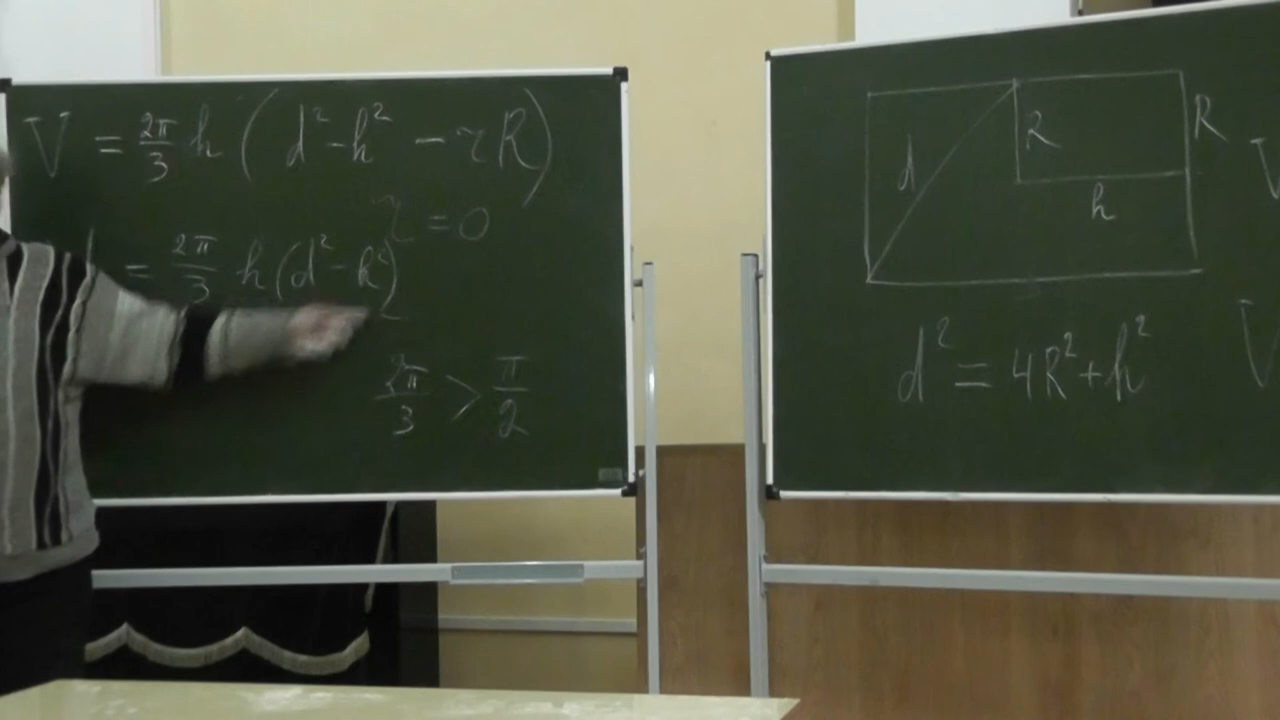 V = 2π/3 h (d² - h² - rR)
r = 0
= 2π/3 h (d² - h²)
2π/3 > π/2
d R R
h
V
d² = 4R² + h²
V